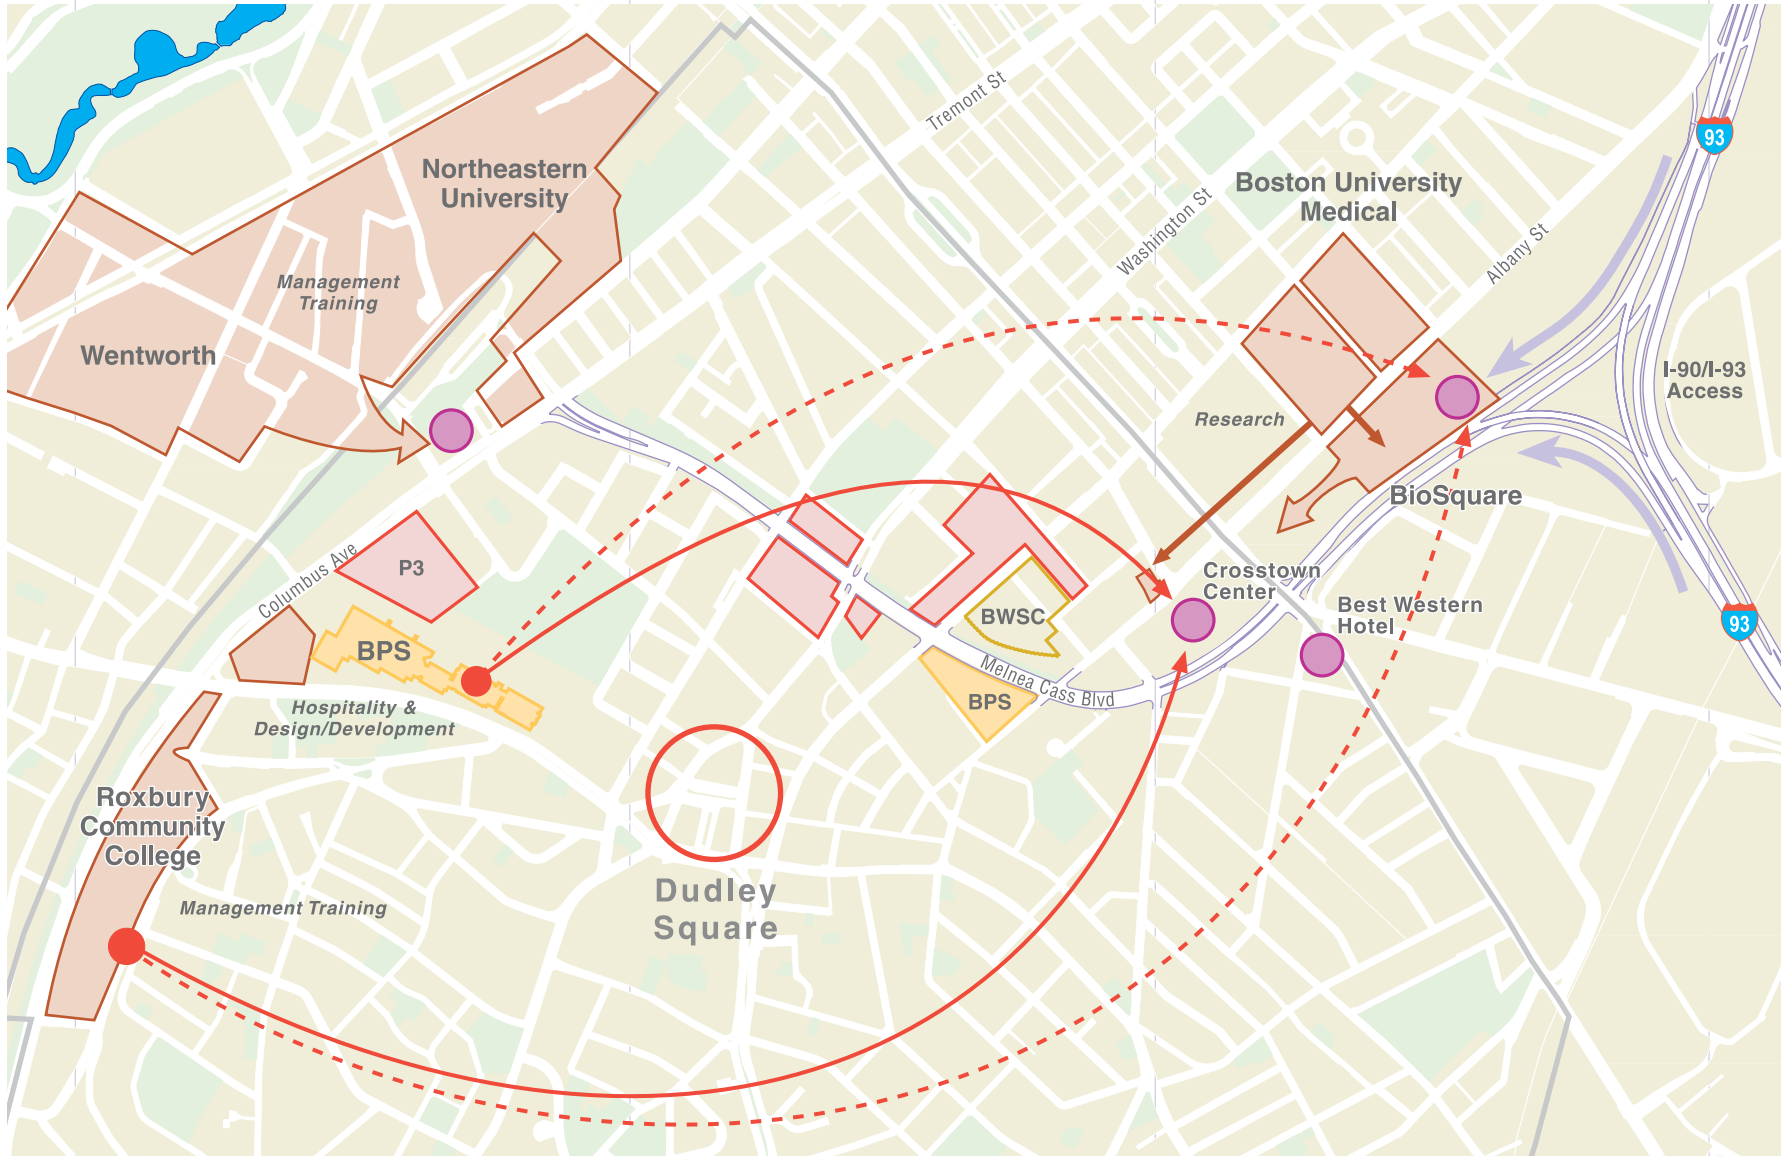 Tremont St
93
Northeastern
University
Boston University
Medical
Washington St
Albany St
Management
Training
Wentworth
I-90/I-93
Access
Research
BioSquare
Columbus Ave
P3
Crosstown
Center
BWSC
Best Western
Hotel
93
BPS
Melnea Cass Blvd
BPS
Hospitality &
Design/Development
Roxbury
Community
College
Dudley
Square
Management Training